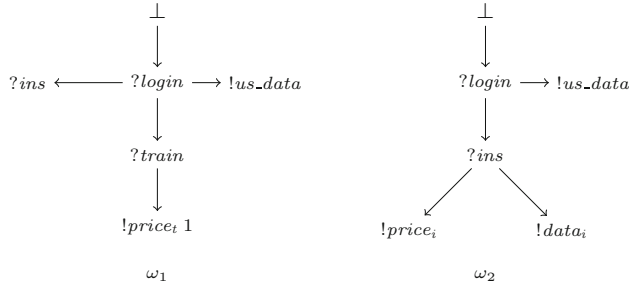 ⊥ ⊥
?ins ?login !us_data ?login !us_data
?train ?ins
!price_t 1 !price_i !data_i
ω₁ ω₂